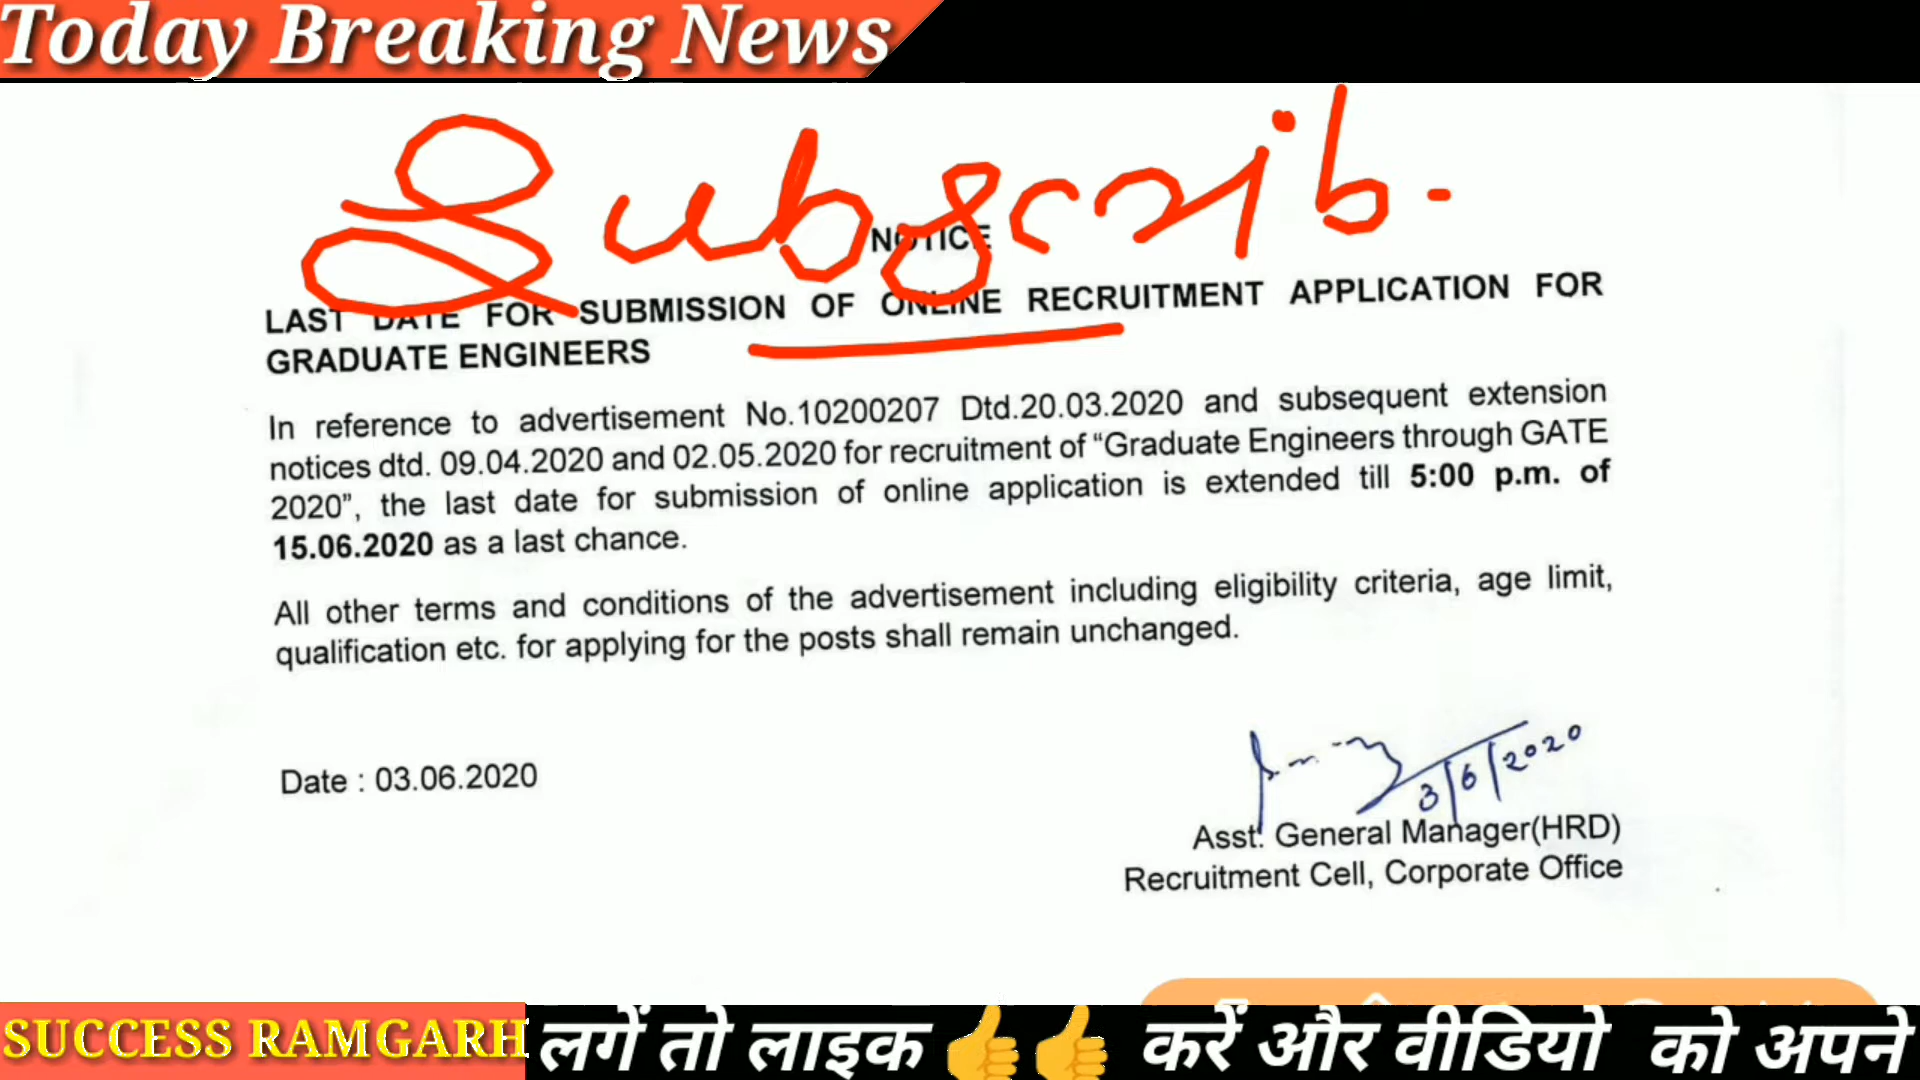 Today Breaking News
Subscrib.
NOTICE
LAST DATE FOR SUBMISSION OF ONLINE RECRUITMENT APPLICATION FOR
GRADUATE ENGINEERS
In reference to advertisement No.10200207 Dtd.20.03.2020 and subsequent extension
notices dtd. 09.04.2020 and 02.05.2020 for recruitment of “Graduate Engineers through GATE
2020”, the last date for submission of online application is extended till 5:00 p.m. of
15.06.2020 as a last chance.
All other terms and conditions of the advertisement including eligibility criteria, age limit,
qualification etc. for applying for the posts shall remain unchanged.
3/6/2020
Date : 03.06.2020
Asst. General Manager(HRD)
Recruitment Cell, Corporate Office
SUCCESS RAMGARH लगें तो लाइक 👍👍 करें और वीडियो को अपने